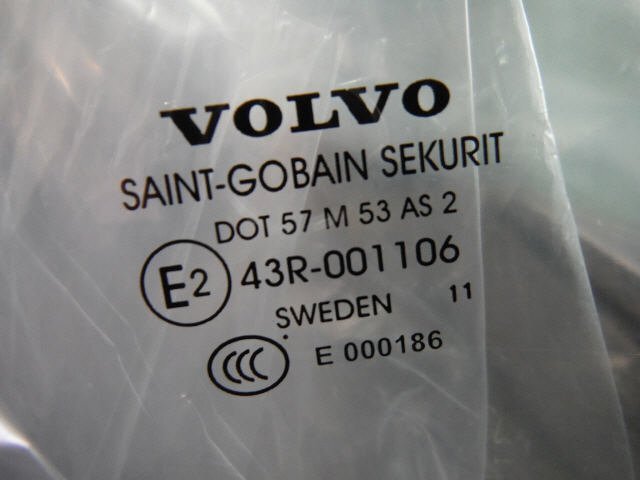 VOLVO
SAINT-GOBAIN SEKURIT
DOT 57 M 53 AS 2
E2 43R-001106
.SWEDEN 11
CCC E 000186